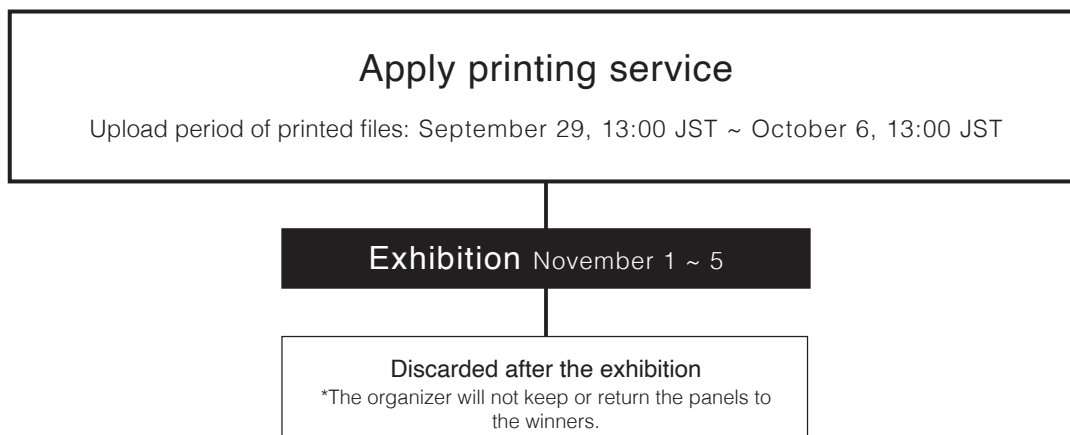 Apply printing service
Upload period of printed files: September 29, 13:00 JST ~ October 6, 13:00 JST
Exhibition November 1 ~ 5
Discarded after the exhibition
*The organizer will not keep or return the panels to
the winners.